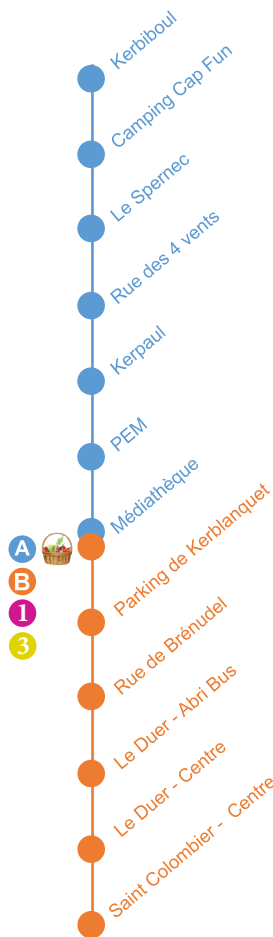 Kerbiboul
Camping Cap Fun
Le Spernec
Rue des 4 vents
Kerpaul
PEM
Médiathèque
A
Parking de Kerblanquet
B
1
Rue de Brénudel
3
Le Duer - Abri Bus
Le Duer - Centre
Saint Colombier - Centre